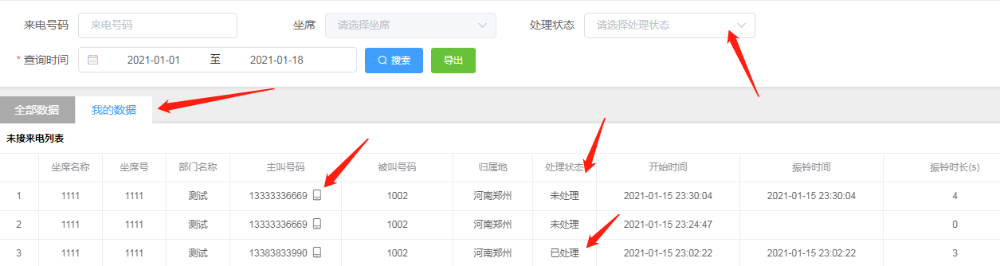 来电号码 来电号码 坐席 请选择坐席 处理状态 请选择处理状态
* 查询时间 2021-01-01 至 2021-01-18 搜索 导出
全部数据 我的数据
未接来电列表
坐席名称 坐席号 部门名称 主叫号码 被叫号码 归属地 处理状态 开始时间 振铃时间 振铃时长(s)
1 1111 1111 测试 13333336669 1002 河南郑州 未处理 2021-01-15 23:30:04 2021-01-15 23:30:04 4
2 1111 1111 测试 13333336669 1002 河南郑州 未处理 2021-01-15 23:24:47 0
3 1111 1111 测试 13383833990 1002 河南郑州 已处理 2021-01-15 23:02:22 2021-01-15 23:02:22 3